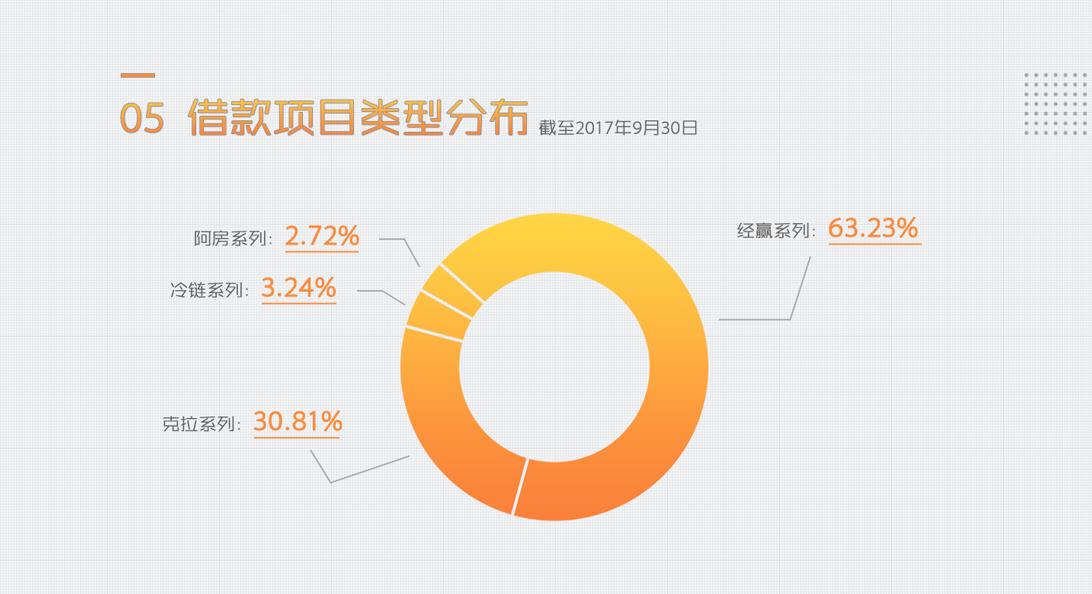 05 借款项目类型分布 截至2017年9月30日
经赢系列：63.23%
阿房系列：2.72%
冷链系列：3.24%
克拉系列：30.81%